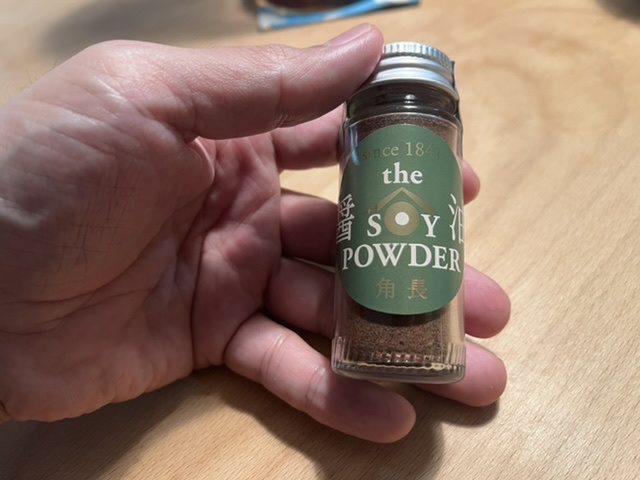 since 184
the
醤 SOY 油
POWDER
角長